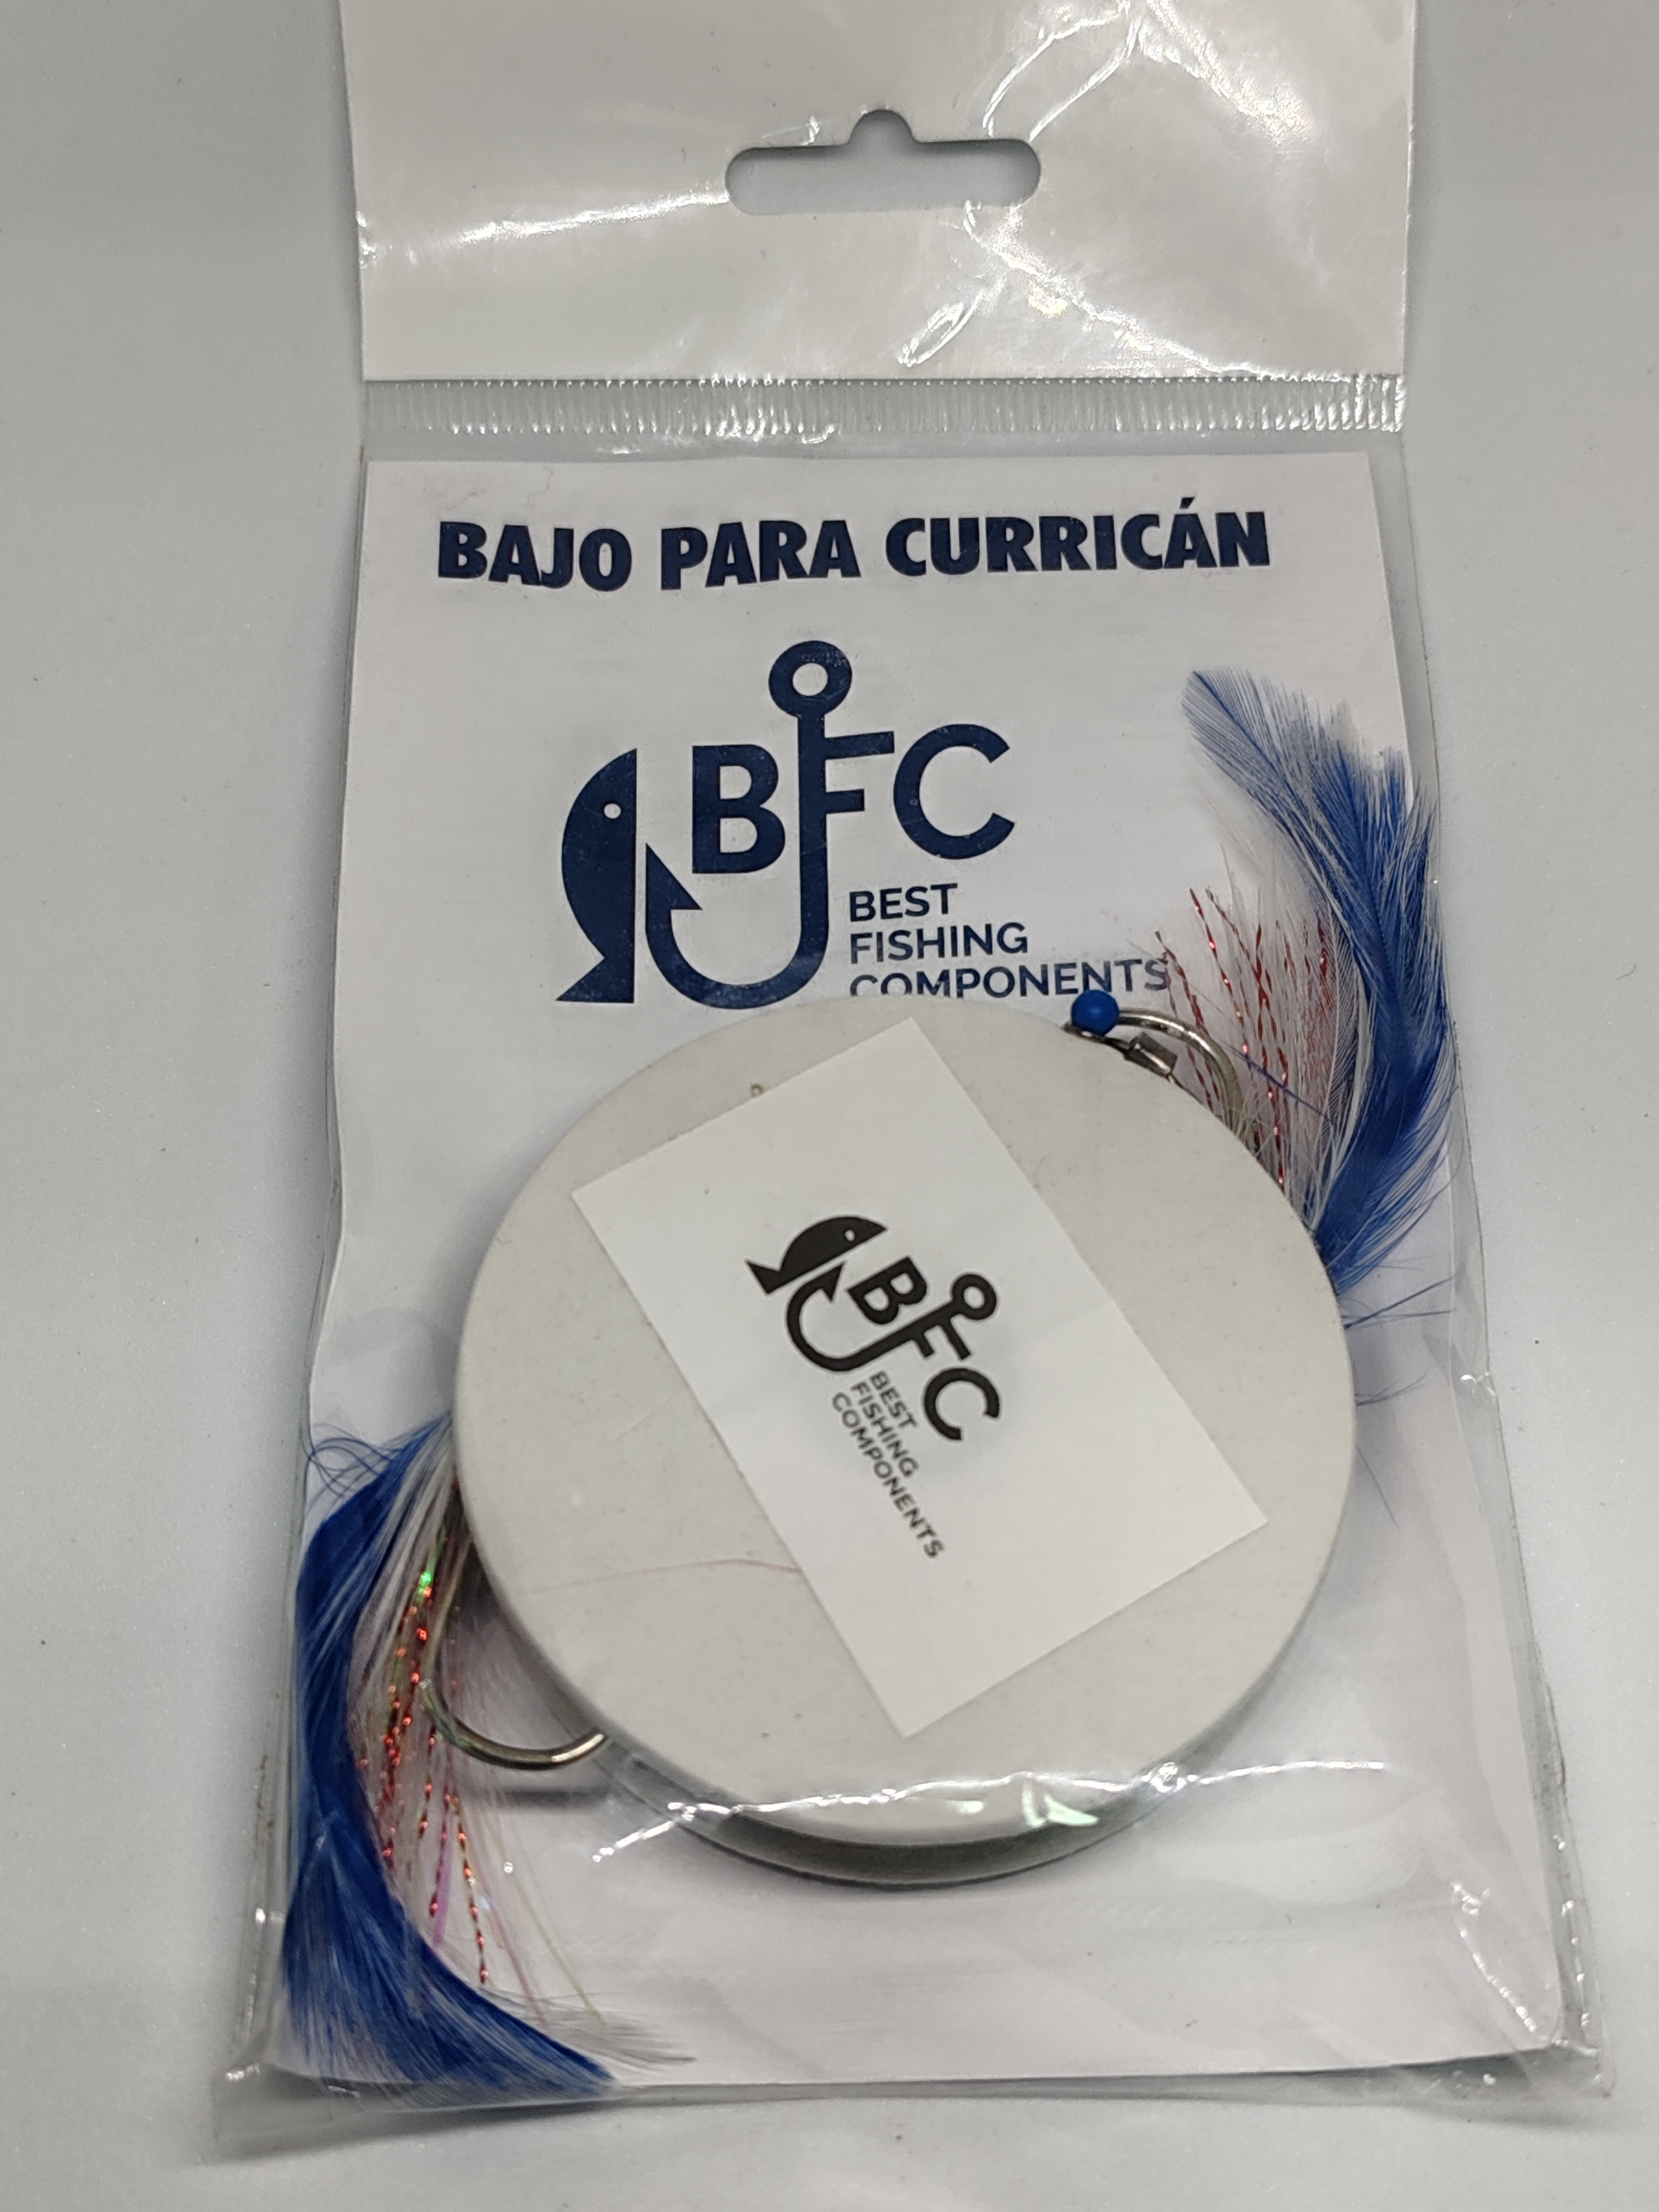 BAJO PARA CURRICÁN
BFC
BEST
FISHING
COMPONENTS
BFC
BEST
FISHING
COMPONENTS